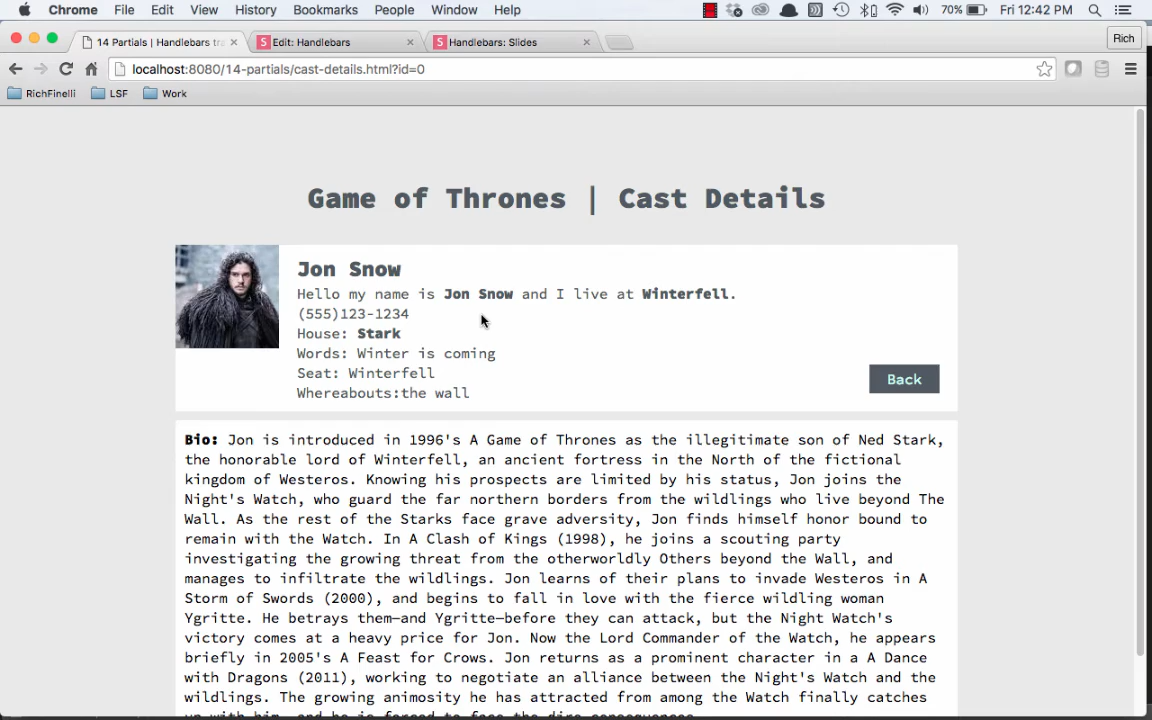 Chrome File Edit View History Bookmarks People Window Help 70% Fri 12:42 PM
14 Partials | Handlebars tra Edit: Handlebars Handlebars: Slides Rich
localhost:8080/14-partials/cast-details.html?id=0
RichFinelli LSF Work
Game of Thrones | Cast Details
Jon Snow
Hello my name is Jon Snow and I live at Winterfell.
(555)123-1234
House: Stark
Words: Winter is coming
Seat: Winterfell
Back
Whereabouts:the wall
Bio: Jon is introduced in 1996's A Game of Thrones as the illegitimate son of Ned Stark,
the honorable lord of Winterfell, an ancient fortress in the North of the fictional
kingdom of Westeros. Knowing his prospects are limited by his status, Jon joins the
Night's Watch, who guard the far northern borders from the wildlings who live beyond The
Wall. As the rest of the Starks face grave adversity, Jon finds himself honor bound to
remain with the Watch. In A Clash of Kings (1998), he joins a scouting party
investigating the growing threat from the otherworldly Others beyond the Wall, and
manages to infiltrate the wildlings. Jon learns of their plans to invade Westeros in A
Storm of Swords (2000), and begins to fall in love with the fierce wildling woman
Ygritte. He betrays them—and Ygritte—before they can attack, but the Night Watch's
victory comes at a heavy price for Jon. Now the Lord Commander of the Watch, he appears
briefly in 2005's A Feast for Crows. Jon returns as a prominent character in a A Dance
with Dragons (2011), working to negotiate an alliance between the Night's Watch and the
wildlings. The growing animosity he has attracted from among the Watch finally catches
up with him, and he is forced to face the dire consequences.